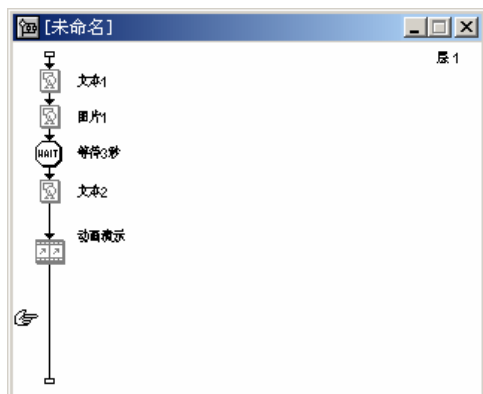 [未命名]
层 1
文本1
图片1
WAIT
等待3秒
文本2
动画演示